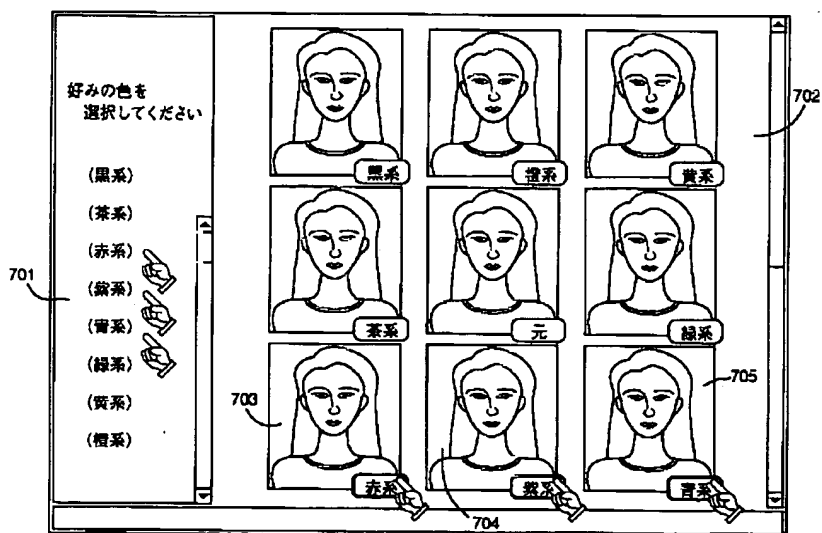 好みの色を
選択してください
(黒系)
(茶系)
(赤系)
(紫系)
(青系)
(緑系)
(黄系)
(橙系)
701
702
黒系
橙系
黄系
茶系
元
緑系
703
705
赤系
紫系
青系
704